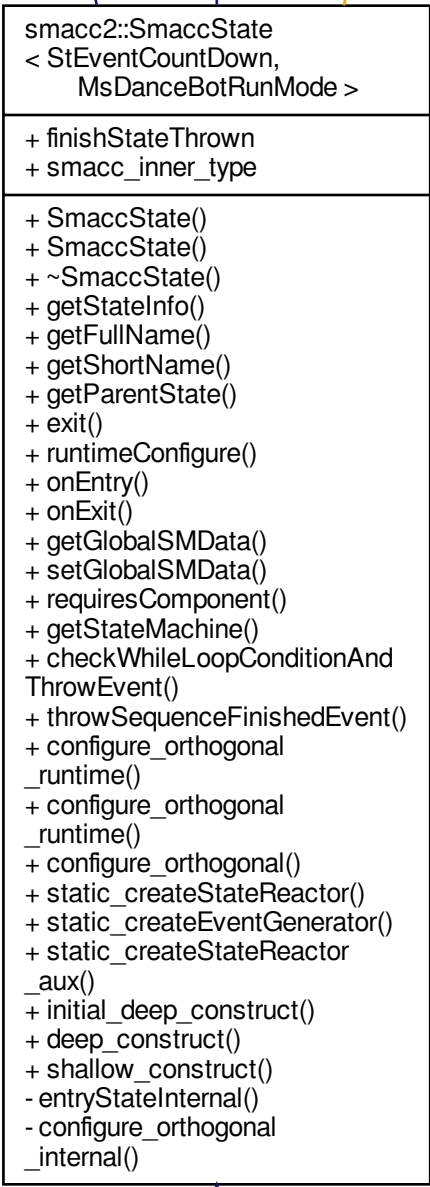 smacc2::SmaccState
< StEventCountDown,
MsDanceBotRunMode >
+ finishStateThrown
+ smacc_inner_type
+ SmaccState()
+ SmaccState()
+ ~SmaccState()
+ getStateInfo()
+ getFullName()
+ getShortName()
+ getParentState()
+ exit()
+ runtimeConfigure()
+ onEntry()
+ onExit()
+ getGlobalSMData()
+ setGlobalSMData()
+ requiresComponent()
+ getStateMachine()
+ checkWhileLoopConditionAnd
ThrowEvent()
+ throwSequenceFinishedEvent()
+ configure_orthogonal
_runtime()
+ configure_orthogonal
_runtime()
+ configure_orthogonal()
+ static_createStateReactor()
+ static_createEventGenerator()
+ static_createStateReactor
_aux()
+ initial_deep_construct()
+ deep_construct()
+ shallow_construct()
- entryStateInternal()
- configure_orthogonal
_internal()